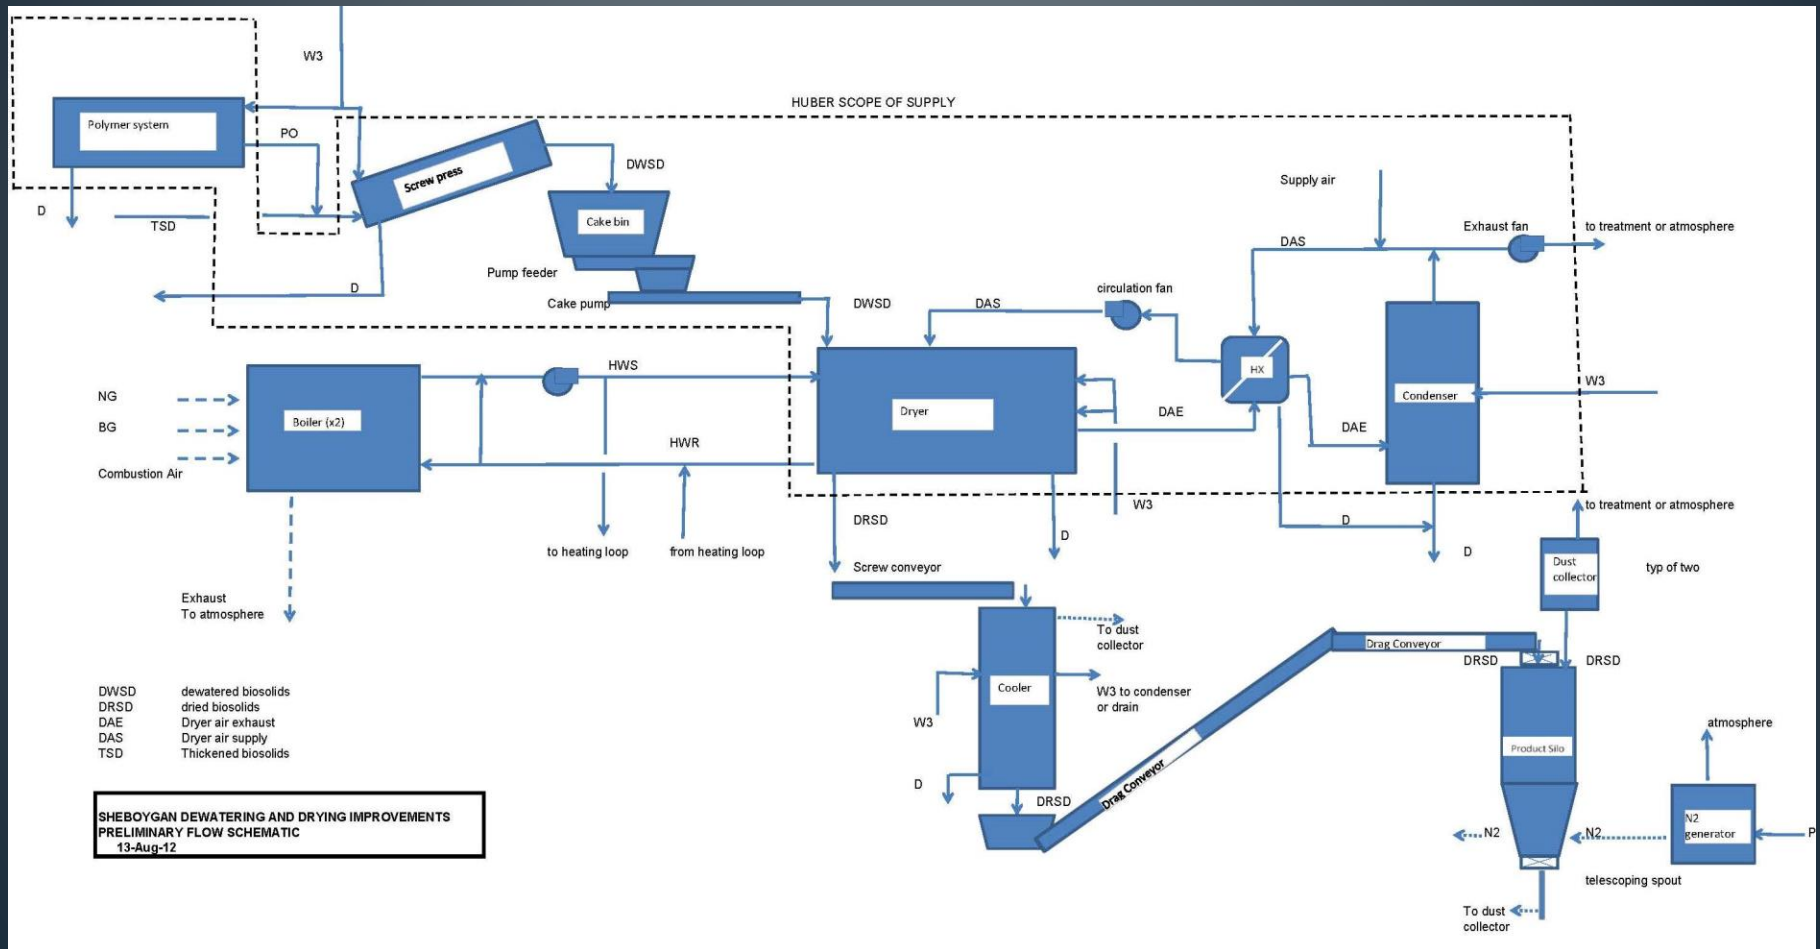 W3
HUBER SCOPE OF SUPPLY
Polymer system
PO
Screw press
DWSD
Supply air
Cake bin
D
TSD
DAS
Exhaust fan
to treatment or atmosphere
Pump feeder
D
Cake pump
DWSD
DAS
circulation fan
HWS
HX
W3
NG
Condenser
BG
Boiler (x2)
Dryer
DAE
DAE
HWR
Combustion Air
W3
to treatment or atmosphere
DRSD
D
D
D
to heating loop
from heating loop
Screw conveyor
Dust
collector
typ of two
Exhaust
To atmosphere
To dust
collector
Drag Conveyor
DRSD
DRSD
Cooler
W3 to condenser
or drain
W3
DWSD dewatered biosolids
DRSD dried biosolids
DAE Dryer air exhaust
DAS Dryer air supply
TSD Thickened biosolids
atmosphere
Product Silo
Drag Conveyor
D
DRSD
SHEBOYGAN DEWATERING AND DRYING IMPROVEMENTS
PRELIMINARY FLOW SCHEMATIC
13-Aug-12
N2
N2
N2
generator
P
telescoping spout
To dust
collector